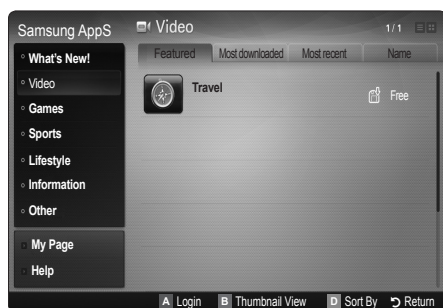 Samsung AppS
Video
1/1
What's New!
Video
Games
Sports
Lifestyle
Information
Other
My Page
Help
Featured Most downloaded Most recent Name
Travel
Free
A Login B Thumbnail View D Sort By Return